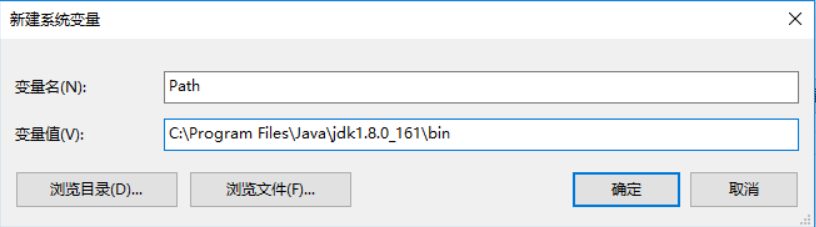 新建系统变量
变量名(N): Path
变量值(V): C:\Program Files\Java\jdk1.8.0_161\bin
浏览目录(D)... 浏览文件(F)... 确定 取消